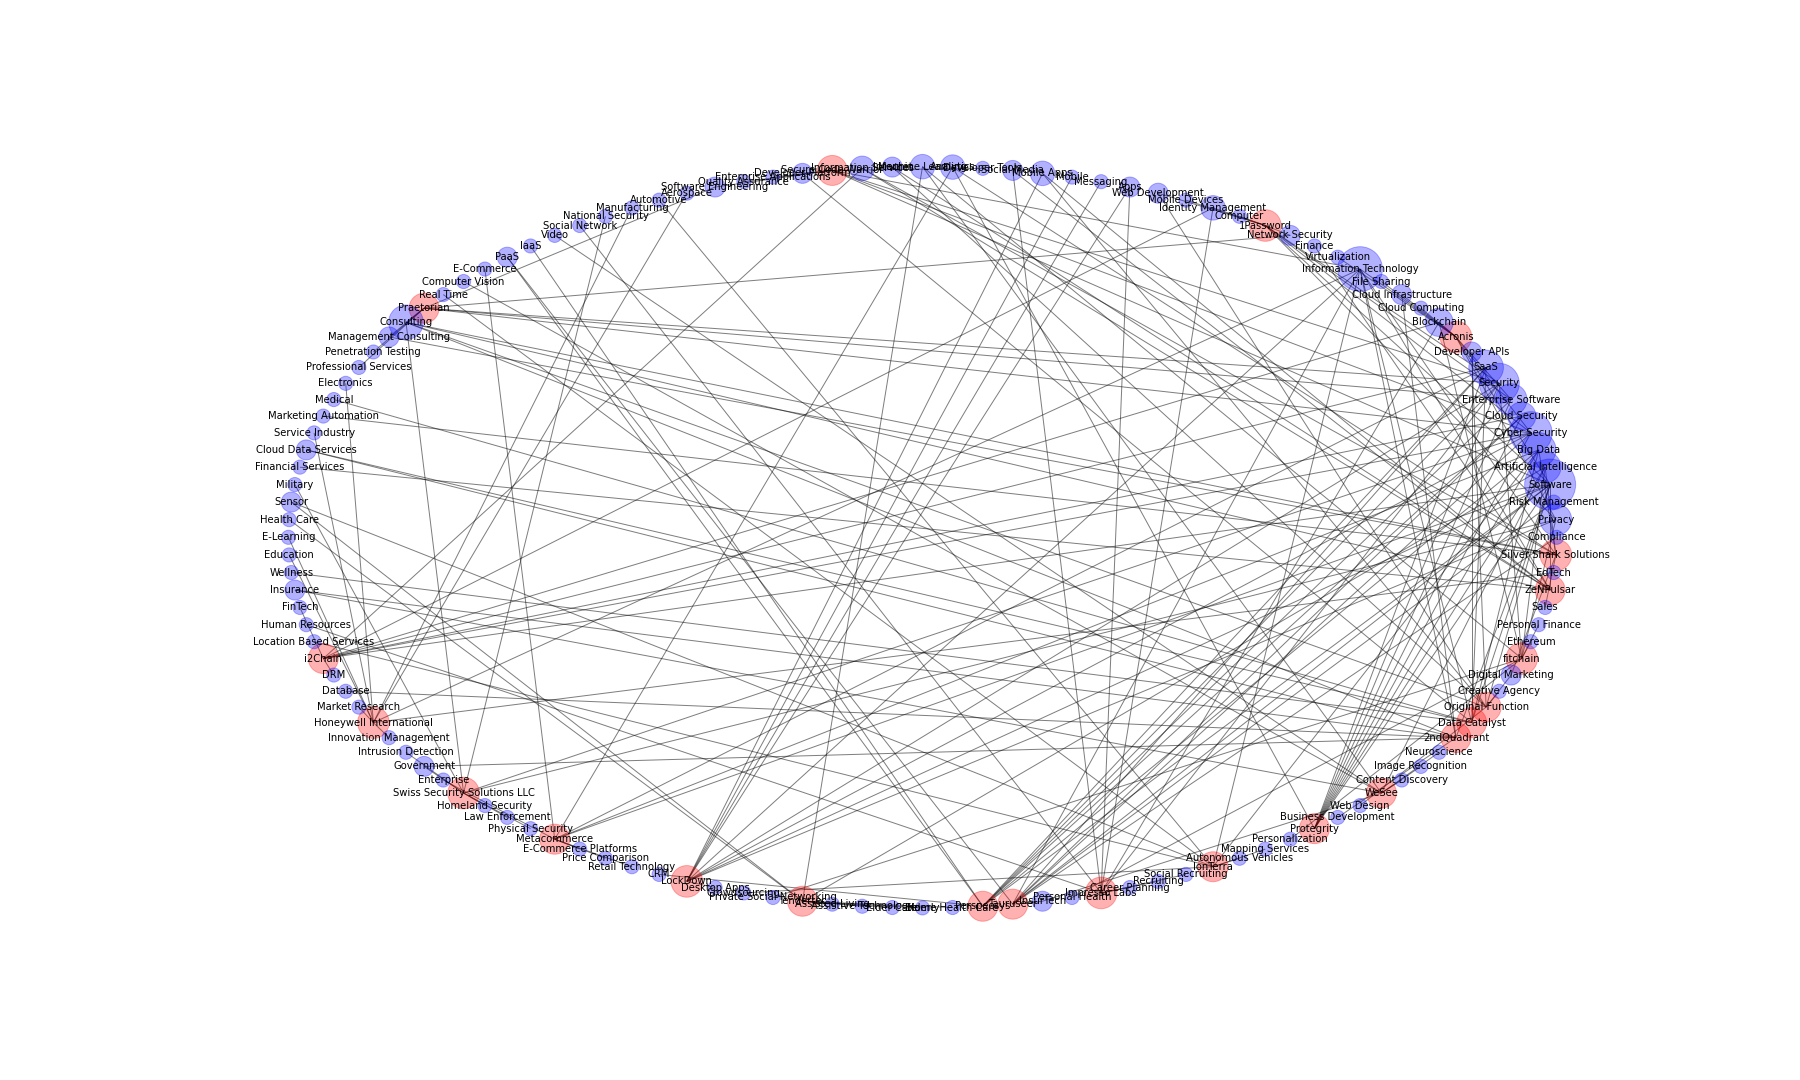 Information Services
Machine Learning
Analytics
Developer Tools
Social Media
Mobile Apps
Mobile
Messaging
Apps
Web Development
Mobile Devices
Identity Management
Computer
1Password
Network Security
Finance
Virtualization
Information Technology
File Sharing
Cloud Infrastructure
Cloud Computing
Blockchain
Acronis
Developer APIs
SaaS
Security
Enterprise Software
Cloud Security
Cyber Security
Big Data
Artificial Intelligence
Software
Risk Management
Privacy
Compliance
Silver Shark Solutions
EdTech
ZeNPulsar
Sales
Personal Finance
Ethereum
fitchain
Digital Marketing
Creative Agency
Original Function
Data Catalyst
2ndQuadrant
Neuroscience
Image Recognition
Content Discovery
WeSee
Web Design
Business Development
Protegrity
Personalization
Mapping Services
Autonomous Vehicles
IonTerra
Social Recruiting
Recruiting
Career Planning
Impresso Labs
Personal Health
InsurTech
Home Health Care
Elder Care
Assistive Technology
Assisted Living
Private Social Networking
Crowdsourcing
Desktop Apps
LockDown
CRM
Retail Technology
Price Comparison
E-Commerce Platforms
Metacommerce
Physical Security
Law Enforcement
Homeland Security
Swiss Security Solutions LLC
Enterprise
Government
Intrusion Detection
Innovation Management
Honeywell International
Market Research
Database
DRM
i2Chain
Location Based Services
Human Resources
FinTech
Insurance
Wellness
Education
E-Learning
Health Care
Sensor
Military
Financial Services
Cloud Data Services
Service Industry
Marketing Automation
Medical
Electronics
Professional Services
Penetration Testing
Management Consulting
Consulting
Praetorian
Real Time
Computer Vision
E-Commerce
PaaS
IaaS
Video
Social Network
National Security
Manufacturing
Automotive
Aerospace
Software Engineering
Quality Assurance
Enterprise Applications
Developer Platform